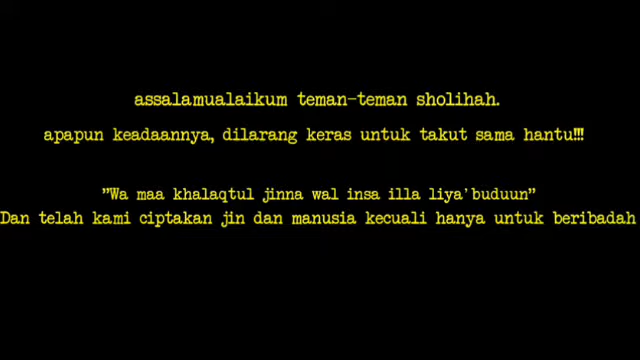 assalamualaikum teman-teman sholihah.
apapun keadaannya, dilarang keras untuk takut sama hantu!!!
"Wa maa khalaqtul jinna wal insa illa liya'buduun"
Dan telah kami ciptakan jin dan manusia kecuali hanya untuk beribadah